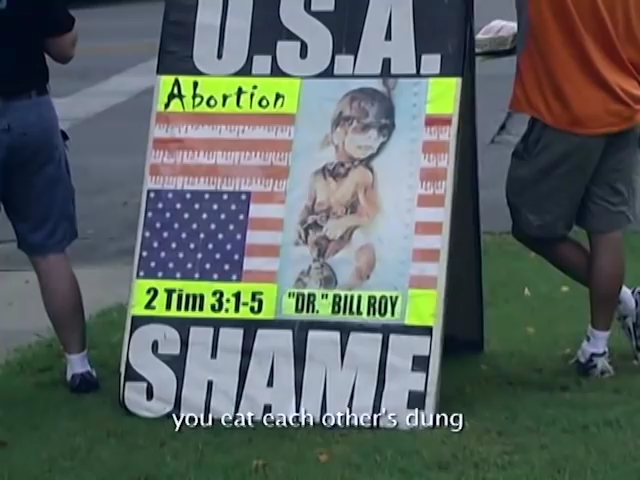 U.S.A.
Abortion
2 Tim 3:1-5
"DR." BILL ROY
SHAME
you eat each other's dung